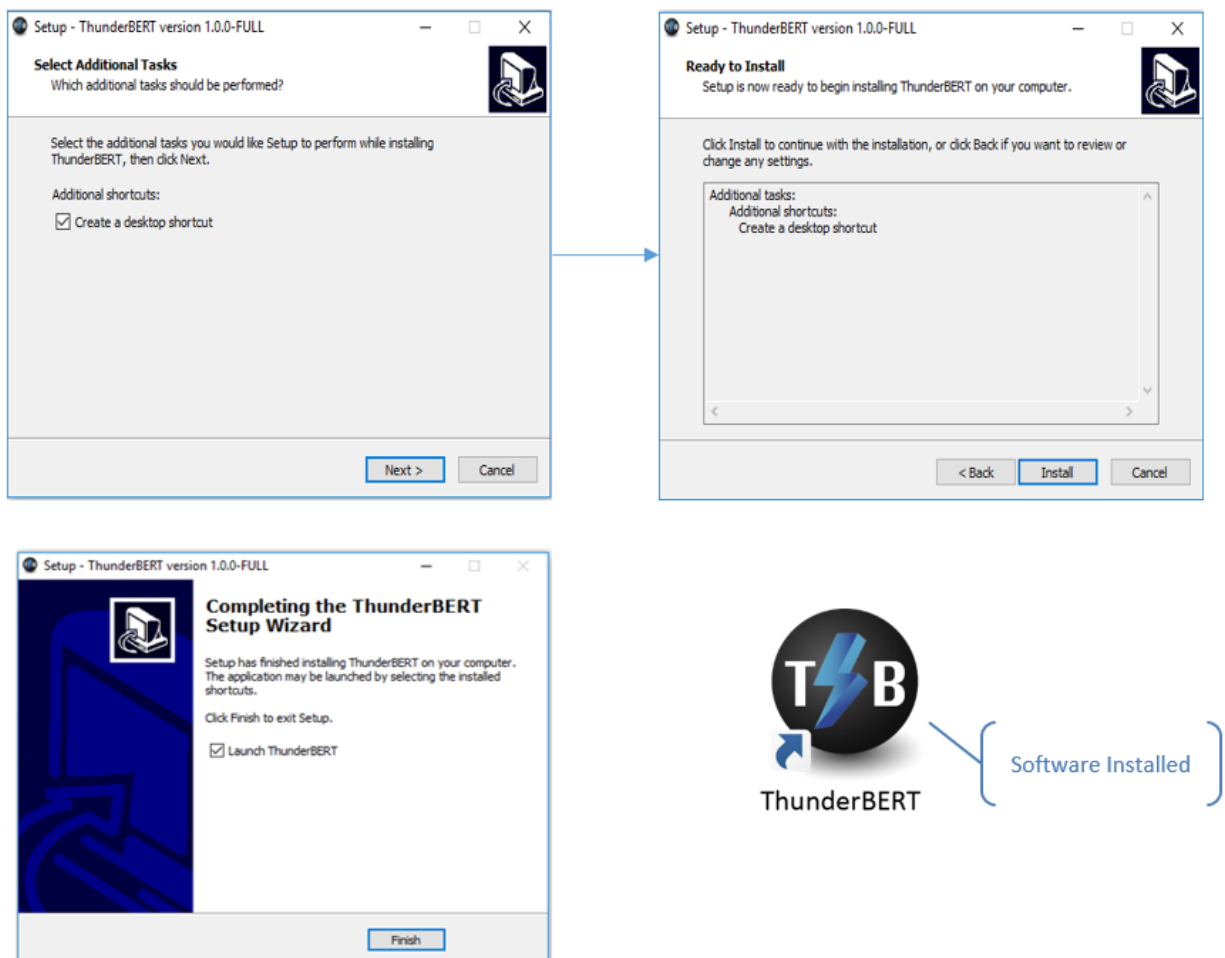 Setup - ThunderBERT version 1.0.0-FULL
Select Additional Tasks
Which additional tasks should be performed?
Select the additional tasks you would like Setup to perform while installing
ThunderBERT, then click Next.
Additional shortcuts:
Create a desktop shortcut
Next >
Cancel
Setup - ThunderBERT version 1.0.0-FULL
Ready to Install
Setup is now ready to begin installing ThunderBERT on your computer.
Click Install to continue with the installation, or click Back if you want to review or
change any settings.
Additional tasks:
Additional shortcuts:
Create a desktop shortcut
< Back
Install
Cancel
Setup - ThunderBERT version 1.0.0-FULL
Completing the ThunderBERT
Setup Wizard
Setup has finished installing ThunderBERT on your computer.
The application may be launched by selecting the installed
shortcuts.
Click Finish to exit Setup.
Launch ThunderBERT
Finish
T B
ThunderBERT
Software Installed